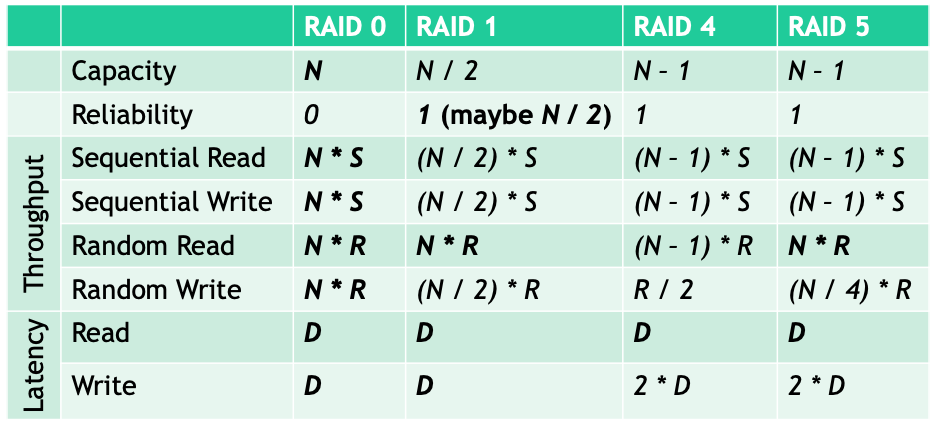 RAID 0 RAID 1 RAID 4 RAID 5
Capacity N N / 2 N – 1 N – 1
Reliability 0 1 (maybe N / 2) 1 1
Throughput
Sequential Read N * S (N / 2) * S (N – 1) * S (N – 1) * S
Sequential Write N * S (N / 2) * S (N – 1) * S (N – 1) * S
Random Read N * R N * R (N – 1) * R N * R
Random Write N * R (N / 2) * R R / 2 (N / 4) * R
Latency
Read D D D D
Write D D 2 * D 2 * D